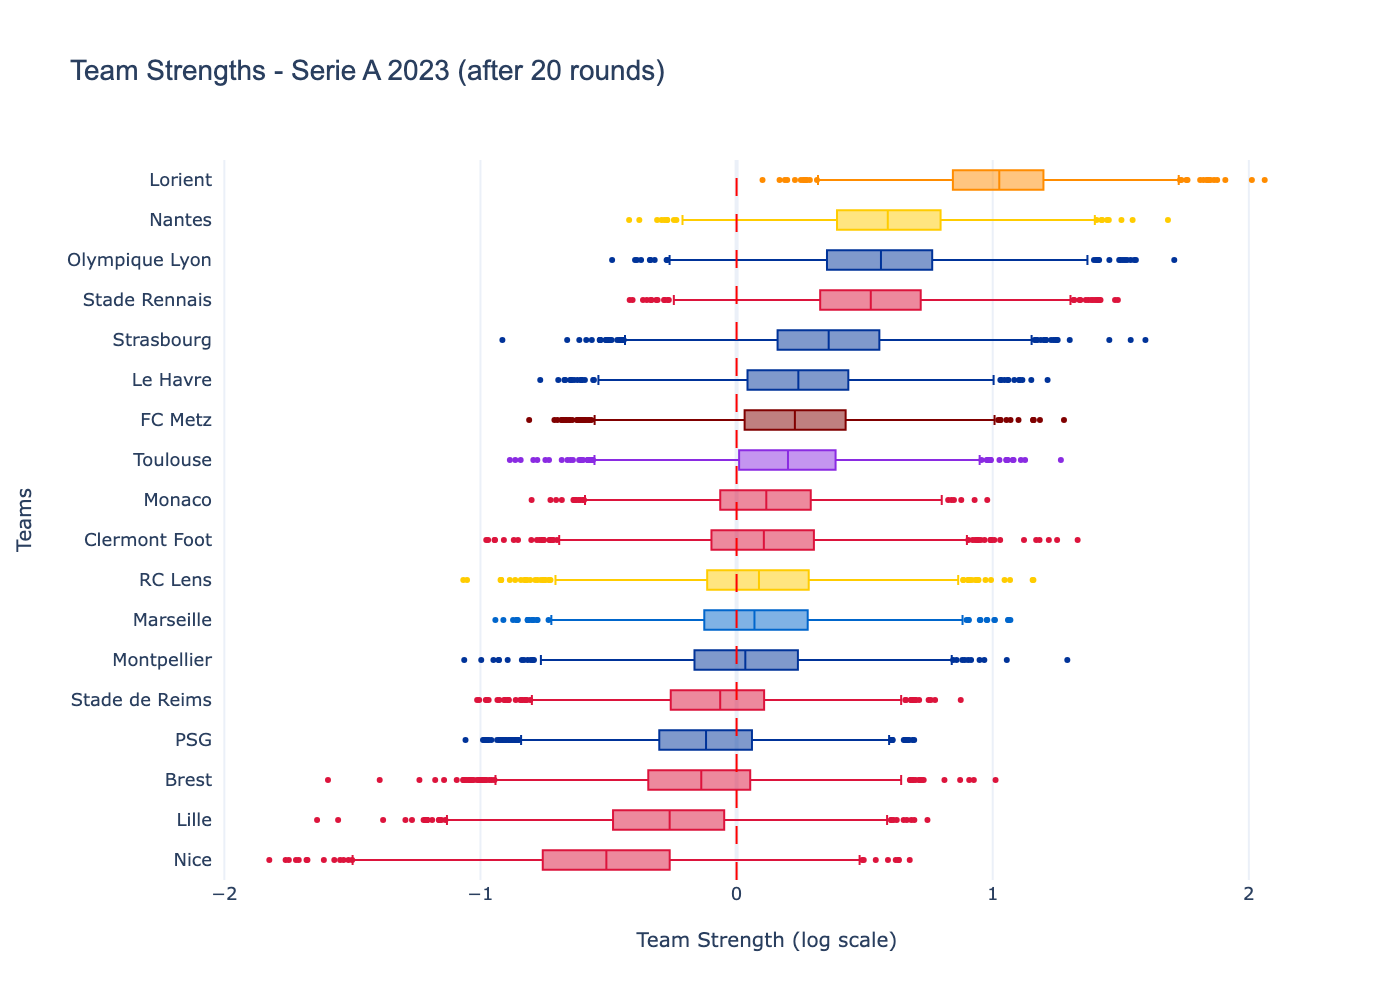 Team Strengths - Serie A 2023 (after 20 rounds)
Lorient
Nantes
Olympique Lyon
Stade Rennais
Strasbourg
Le Havre
FC Metz
Toulouse
Monaco
Clermont Foot
RC Lens
Marseille
Montpellier
Stade de Reims
PSG
Brest
Lille
Nice
Teams
−2 −1 0 1 2
Team Strength (log scale)